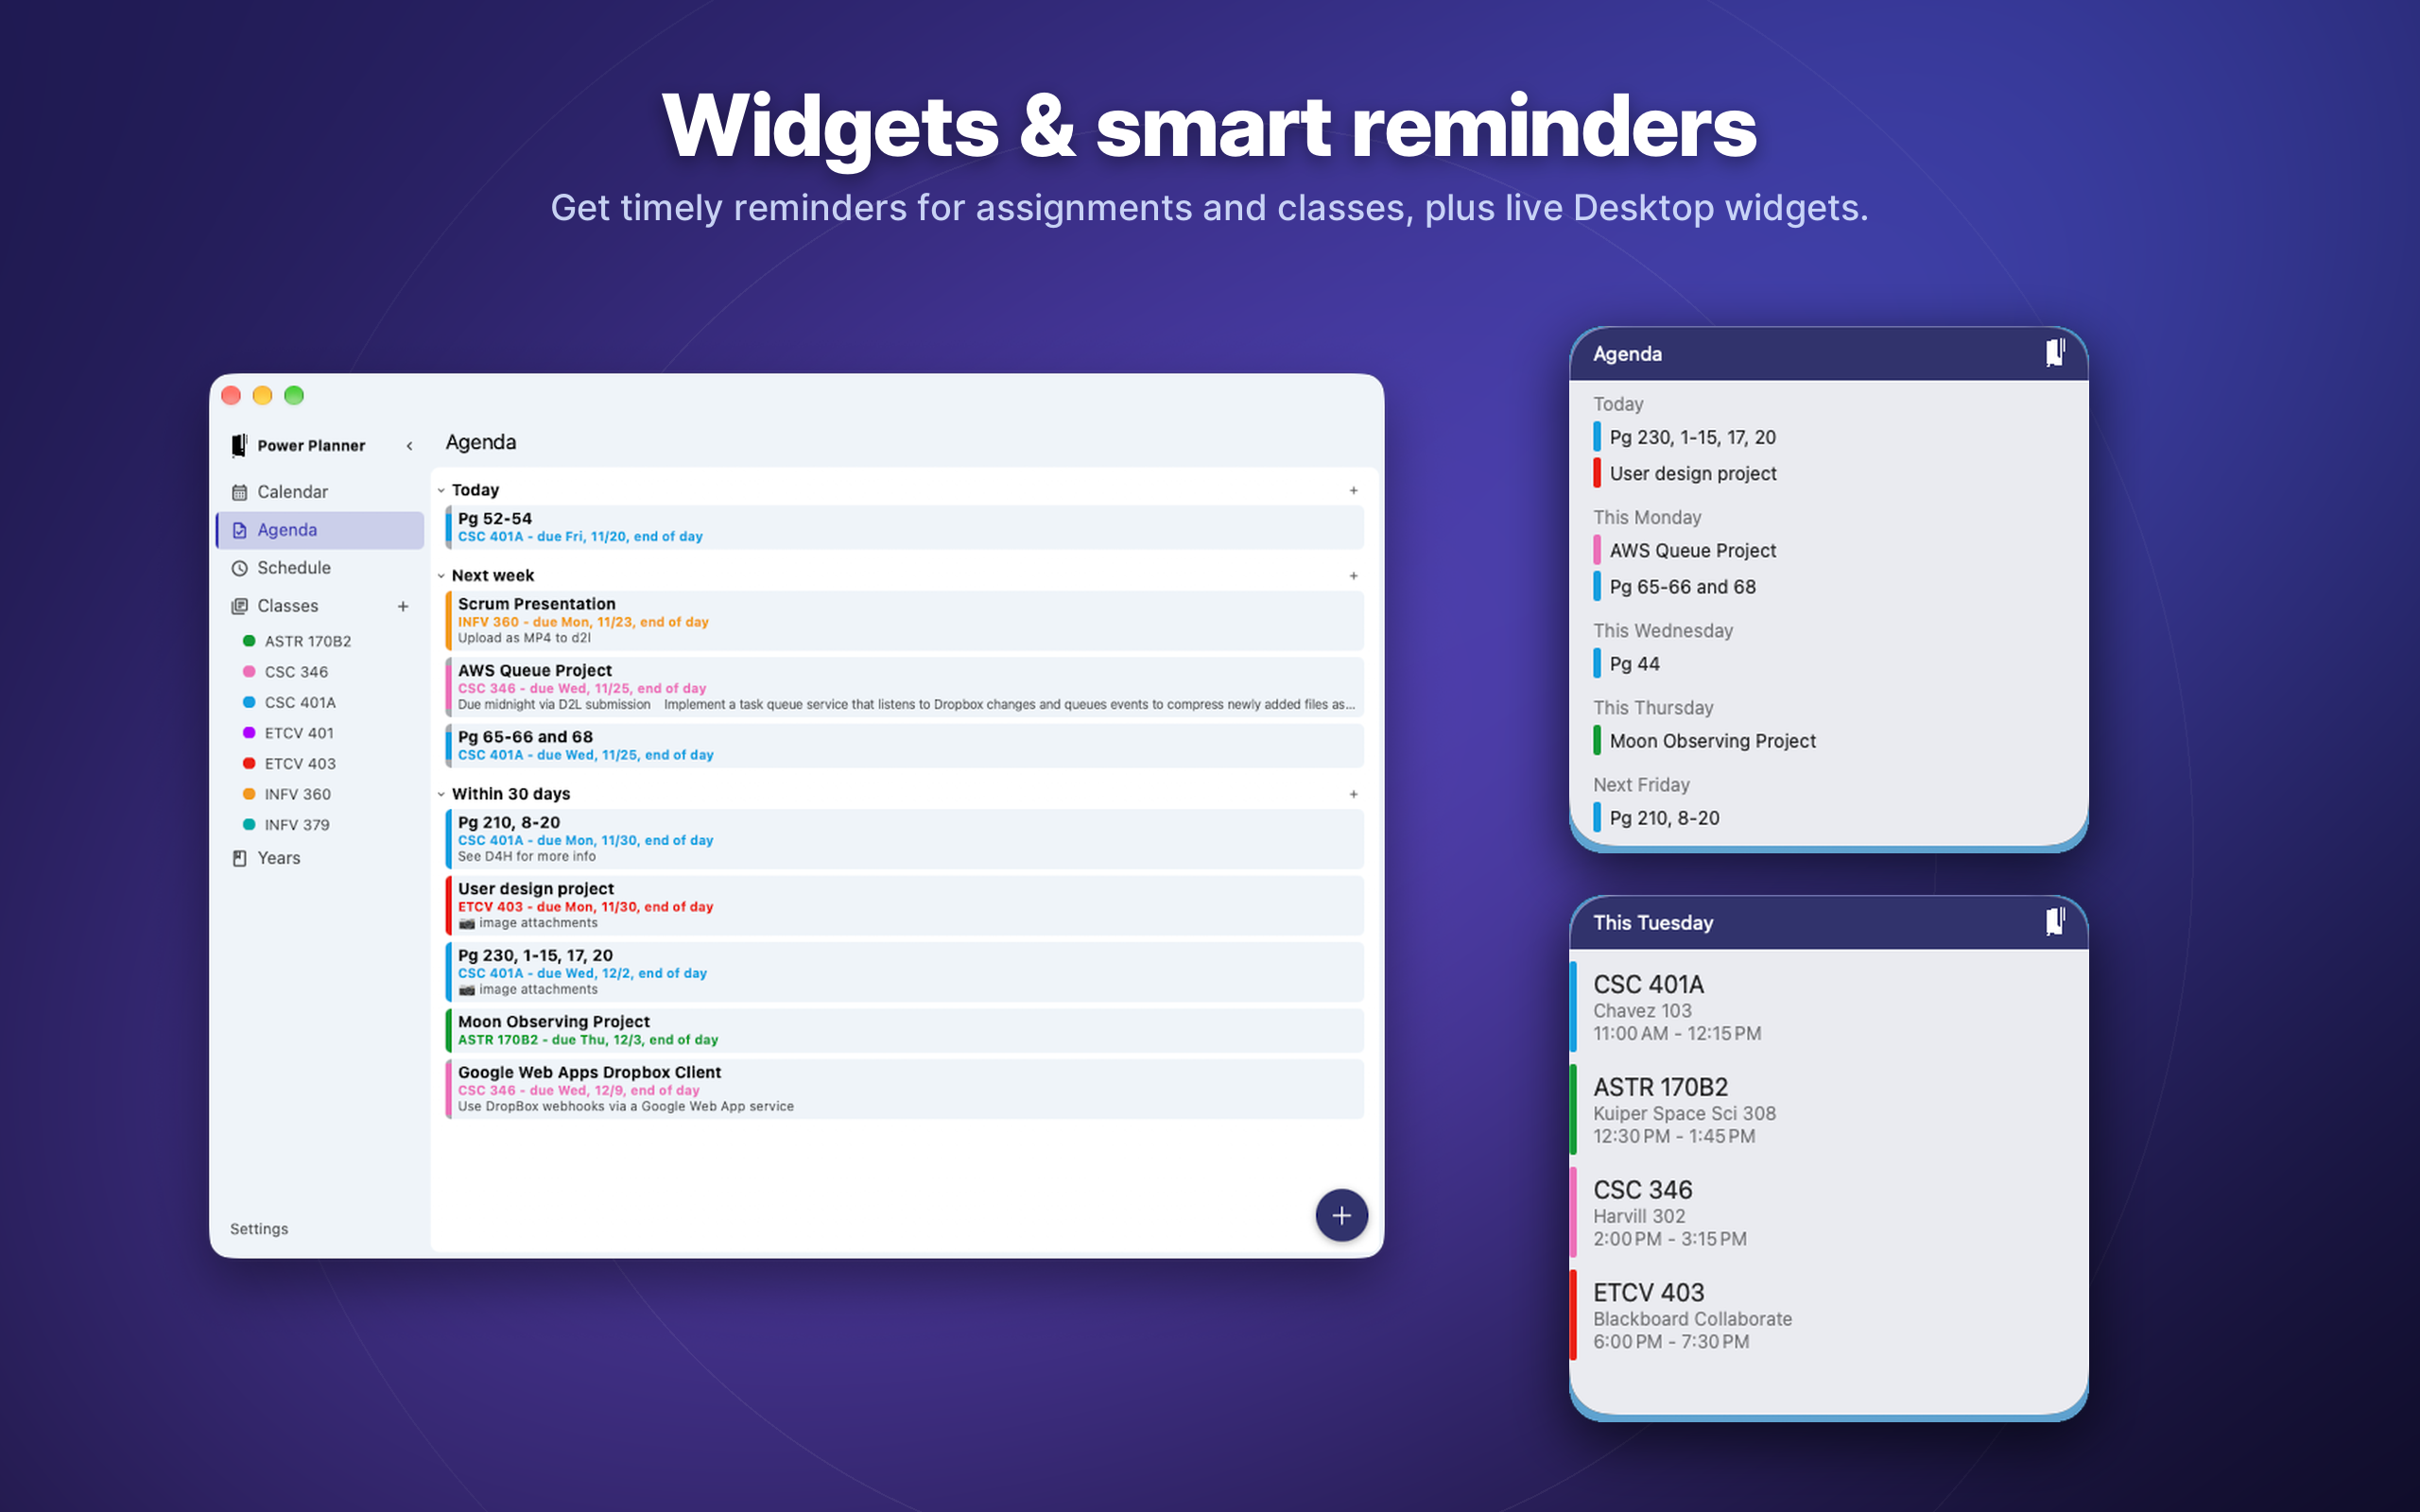 Widgets & smart reminders
Get timely reminders for assignments and classes, plus live Desktop widgets.
Power Planner
Calendar
Agenda
Schedule
Classes
ASTR 170B2
CSC 346
CSC 401A
ETCV 401
ETCV 403
INFV 360
INFV 379
Years
Settings
Agenda
Today
Pg 52-54
CSC 401A - due Fri, 11/20, end of day
Next week
Scrum Presentation
INFV 360 - due Mon, 11/23, end of day
Upload as MP4 to d2l
AWS Queue Project
CSC 346 - due Wed, 11/25, end of day
Due midnight via D2L submission    Implement a task queue service that listens to Dropbox changes and queues events to compress newly added files as...
Pg 65-66 and 68
CSC 401A - due Wed, 11/25, end of day
Within 30 days
Pg 210, 8-20
CSC 401A - due Mon, 11/30, end of day
See D4H for more info
User design project
ETCV 403 - due Mon, 11/30, end of day
📷 image attachments
Pg 230, 1-15, 17, 20
CSC 401A - due Wed, 12/2, end of day
📷 image attachments
Moon Observing Project
ASTR 170B2 - due Thu, 12/3, end of day
Google Web Apps Dropbox Client
CSC 346 - due Wed, 12/9, end of day
Use DropBox webhooks via a Google Web App service
Agenda
Today
Pg 230, 1-15, 17, 20
User design project
This Monday
AWS Queue Project
Pg 65-66 and 68
This Wednesday
Pg 44
This Thursday
Moon Observing Project
Next Friday
Pg 210, 8-20
This Tuesday
CSC 401A
Chavez 103
11:00 AM - 12:15 PM
ASTR 170B2
Kuiper Space Sci 308
12:30 PM - 1:45 PM
CSC 346
Harvill 302
2:00 PM - 3:15 PM
ETCV 403
Blackboard Collaborate
6:00 PM - 7:30 PM